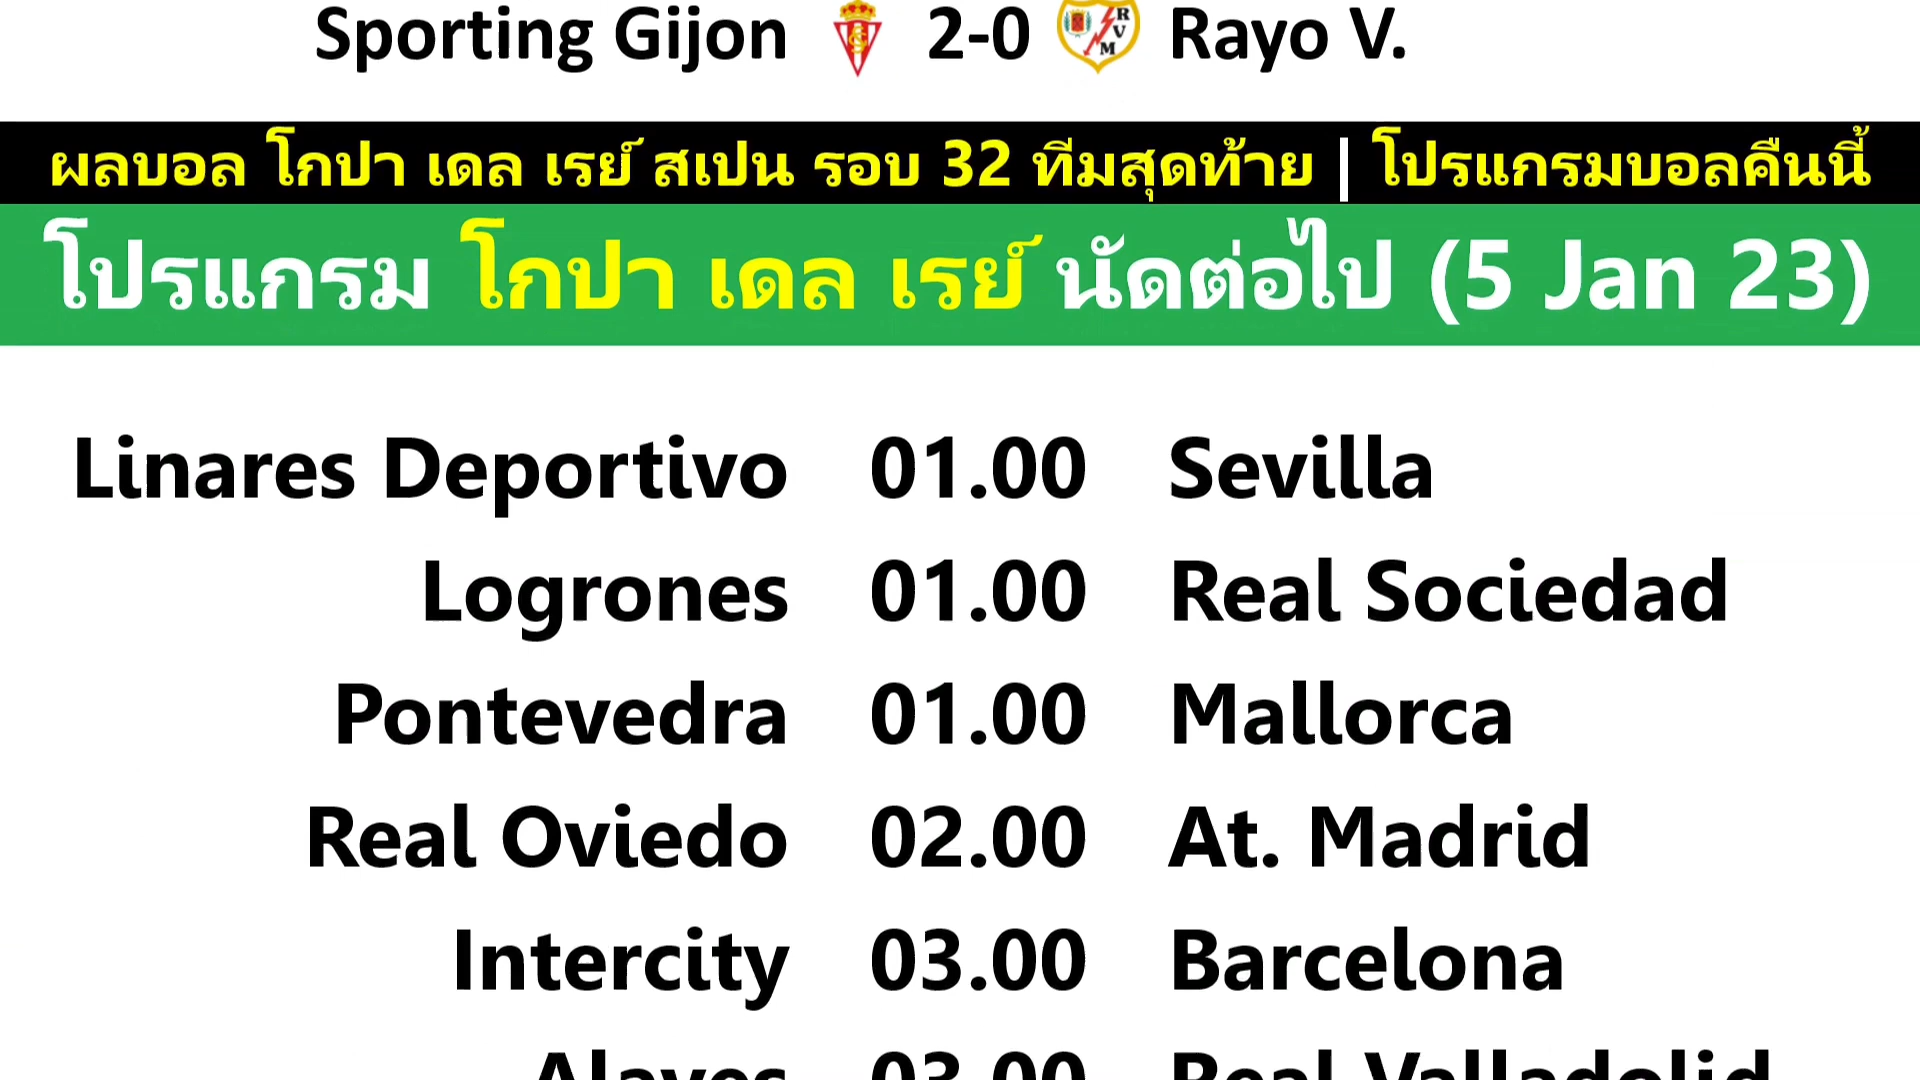 Sporting Gijon 2-0 Rayo V.
ผลบอล โกปา เดล เรย์ สเปน รอบ 32 ทีมสุดท้าย | โปรแกรมบอลคืนนี้
โปรแกรม โกปา เดล เรย์ นัดต่อไป (5 Jan 23)
Linares Deportivo 01.00 Sevilla
Logrones 01.00 Real Sociedad
Pontevedra 01.00 Mallorca
Real Oviedo 02.00 At. Madrid
Intercity 03.00 Barcelona
Alaves 03.00 Real Valladolid